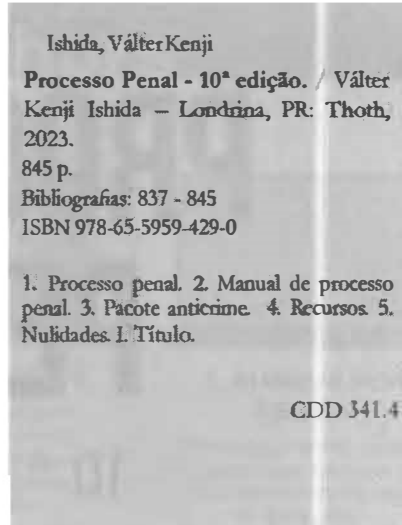 Ishida, Válter Kenji
Processo Penal - 10ª edição. / Válter
Kenji Ishida – Londrina, PR: Thoth,
2023.
845 p.
Bibliografias: 837 - 845
ISBN 978-65-5959-429-0
1. Processo penal. 2. Manual de processo
penal. 3. Pacote anticrime. 4. Recursos. 5.
Nulidades. I. Título.
CDD 341.4